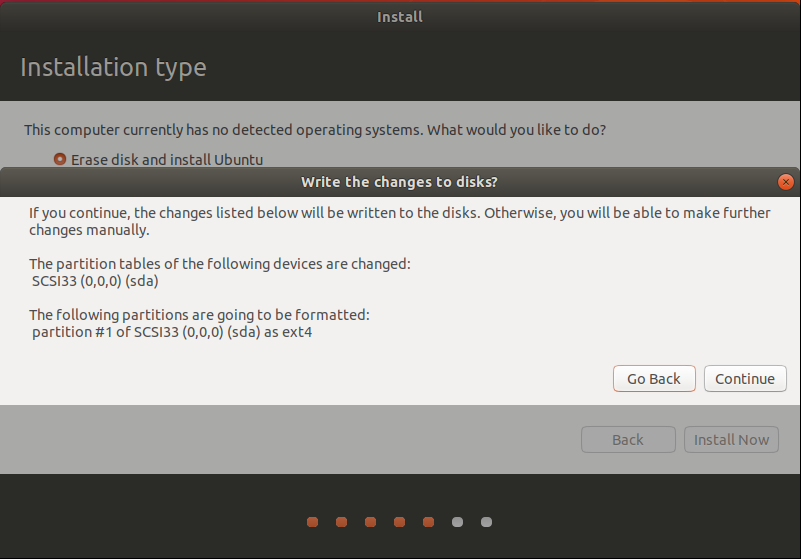 Install
Installation type
This computer currently has no detected operating systems. What would you like to do?
Erase disk and install Ubuntu
Write the changes to disks?
If you continue, the changes listed below will be written to the disks. Otherwise, you will be able to make further
changes manually.
The partition tables of the following devices are changed:
SCSI33 (0,0,0) (sda)
The following partitions are going to be formatted:
partition #1 of SCSI33 (0,0,0) (sda) as ext4
Go Back Continue
Back Install Now